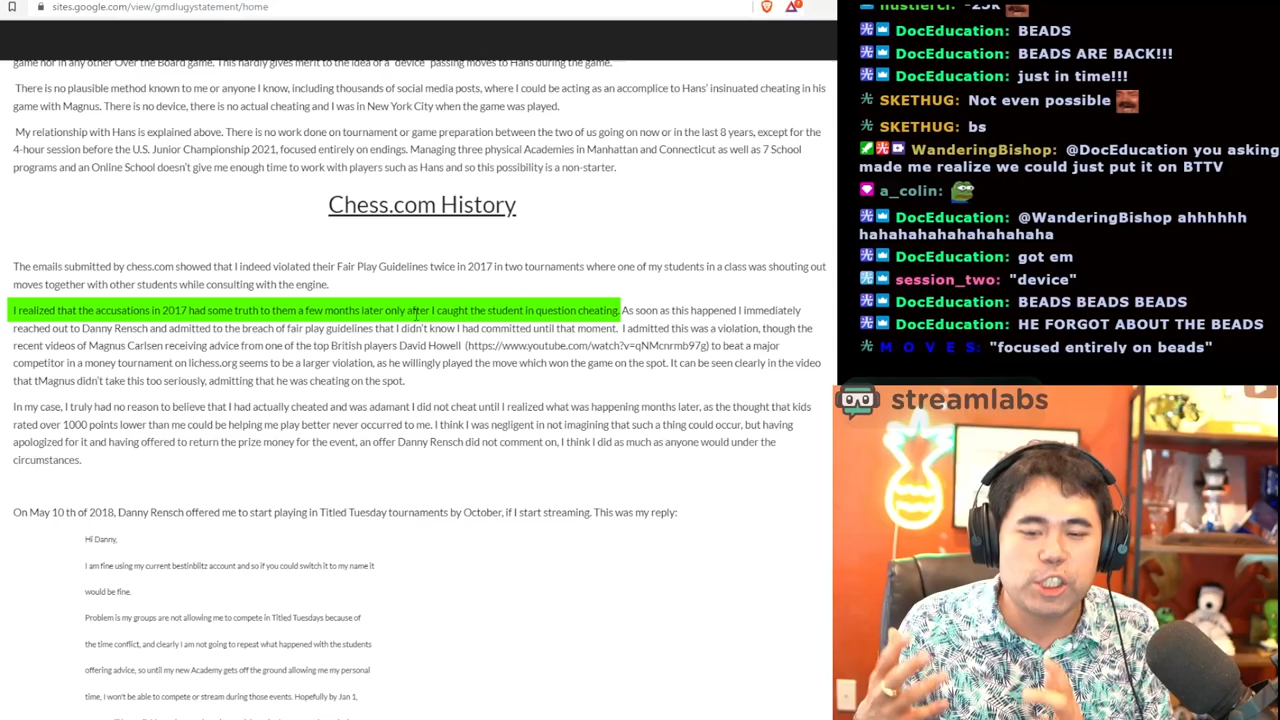 sites.google.com/view/gmdlugystatement/home
game nor in any other Over the Board game. This hardly gives merit to the idea of a "device" passing moves to Hans during the game.
There is no plausible method known to me or anyone I know, including thousands of social media posts, where I could be acting as an accomplice to Hans' insinuated cheating in his
game with Magnus. There is no device, there is no actual cheating and I was in New York City when the game was played.
My relationship with Hans is explained above. There is no work done on tournament or game preparation between the two of us going on now or in the last 8 years, except for the
4-hour session before the U.S. Junior Championship 2021, focused entirely on endings. Managing three physical Academies in Manhattan and Connecticut as well as 7 School
programs and an Online School doesn't give me enough time to work with players such as Hans and so this possibility is a non-starter.
Chess.com History
The emails submitted by chess.com showed that I indeed violated their Fair Play Guidelines twice in 2017 in two tournaments where one of my students in a class was shouting out
moves together with other students while consulting with the engine.
I realized that the accusations in 2017 had some truth to them a few months later only after I caught the student in question cheating. As soon as this happened I immediately
reached out to Danny Rensch and admitted to the breach of fair play guidelines that I didn't know I had committed until that moment. I admitted this was a violation, though the
recent videos of Magnus Carlsen receiving advice from one of the top British players David Howell (https://www.youtube.com/watch?v=qNMcnrmb97g) to beat a major
competitor in a money tournament on lichess.org seems to be a larger violation, as he willingly played the move which won the game on the spot. It can be seen clearly in the video
that tMagnus didn't take this too seriously, admitting that he was cheating on the spot.
In my case, I truly had no reason to believe that I had actually cheated and was adamant I did not cheat until I realized what was happening months later, as the thought that kids
rated over 1000 points lower than me could be helping me play better never occurred to me. I think I was negligent in not imagining that such a thing could occur, but having
apologized for it and having offered to return the prize money for the event, an offer Danny Rensch did not comment on, I think I did as much as anyone would under the
circumstances.
On May 10 th of 2018, Danny Rensch offered me to start playing in Titled Tuesday tournaments by October, if I start streaming. This was my reply:
Hi Danny,
I am fine using my current bestinblitz account and so if you could switch it to my name it
would be fine.
Problem is my groups are not allowing me to compete in Titled Tuesdays because of
the time conflict, and clearly I am not going to repeat what happened with the students
offering advice, so until my new Academy gets off the ground allowing me my personal
time, I won't be able to compete or stream during those events. Hopefully by Jan 1,
DocEducation: BEADS
DocEducation: BEADS ARE BACK!!!
DocEducation: just in time!!!
SKETHUG: Not even possible
SKETHUG: bs
WanderingBishop: @DocEducation you asking
made me realize we could just put it on BTTV
a_colin:
DocEducation: @WanderingBishop ahhhhhh
hahahahahahahahaha
DocEducation: got em
session_two: "device"
DocEducation: BEADS BEADS BEADS
DocEducation: HE FORGOT ABOUT THE BEADS
M O V E S: "focused entirely on beads"
streamlabs